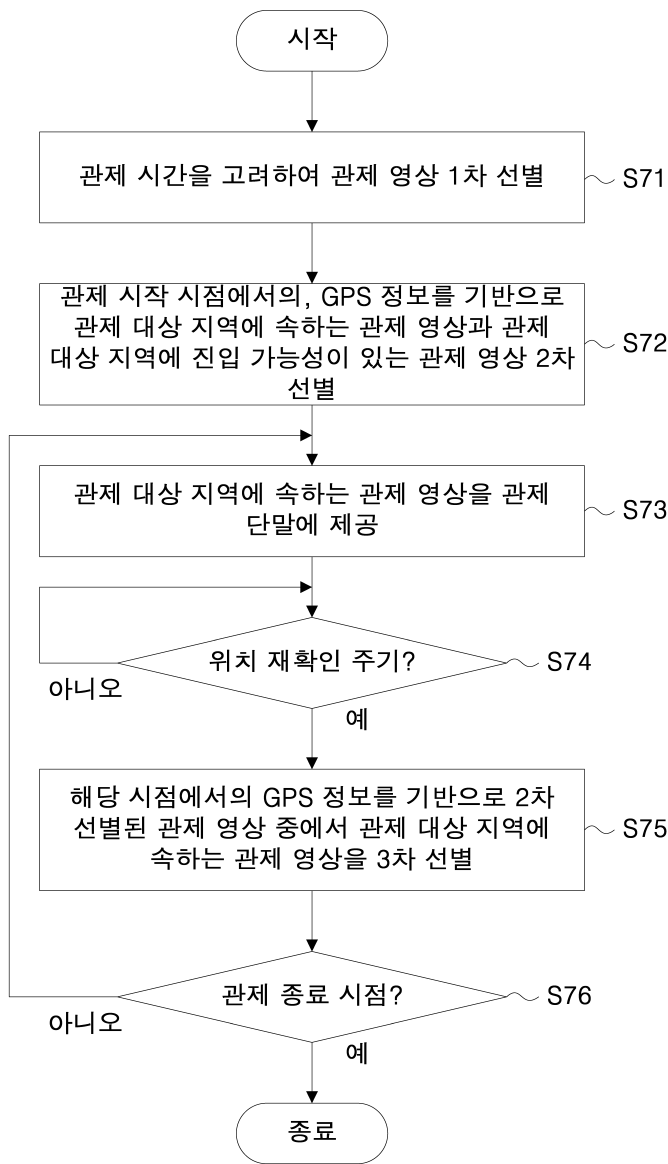 시작
관제 시간을 고려하여 관제 영상 1차 선별
S71
관제 시작 시점에서의, GPS 정보를 기반으로
관제 대상 지역에 속하는 관제 영상과 관제
대상 지역에 진입 가능성이 있는 관제 영상 2차
선별
S72
관제 대상 지역에 속하는 관제 영상을 관제
단말에 제공
S73
위치 재확인 주기?
S74
아니오
예
해당 시점에서의 GPS 정보를 기반으로 2차
선별된 관제 영상 중에서 관제 대상 지역에
속하는 관제 영상을 3차 선별
S75
관제 종료 시점?
S76
아니오
예
종료